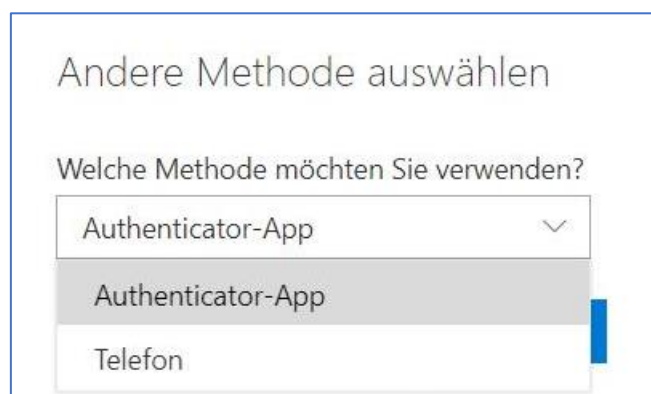 Andere Methode auswählen
Welche Methode möchten Sie verwenden?
Authenticator-App
Authenticator-App
Telefon